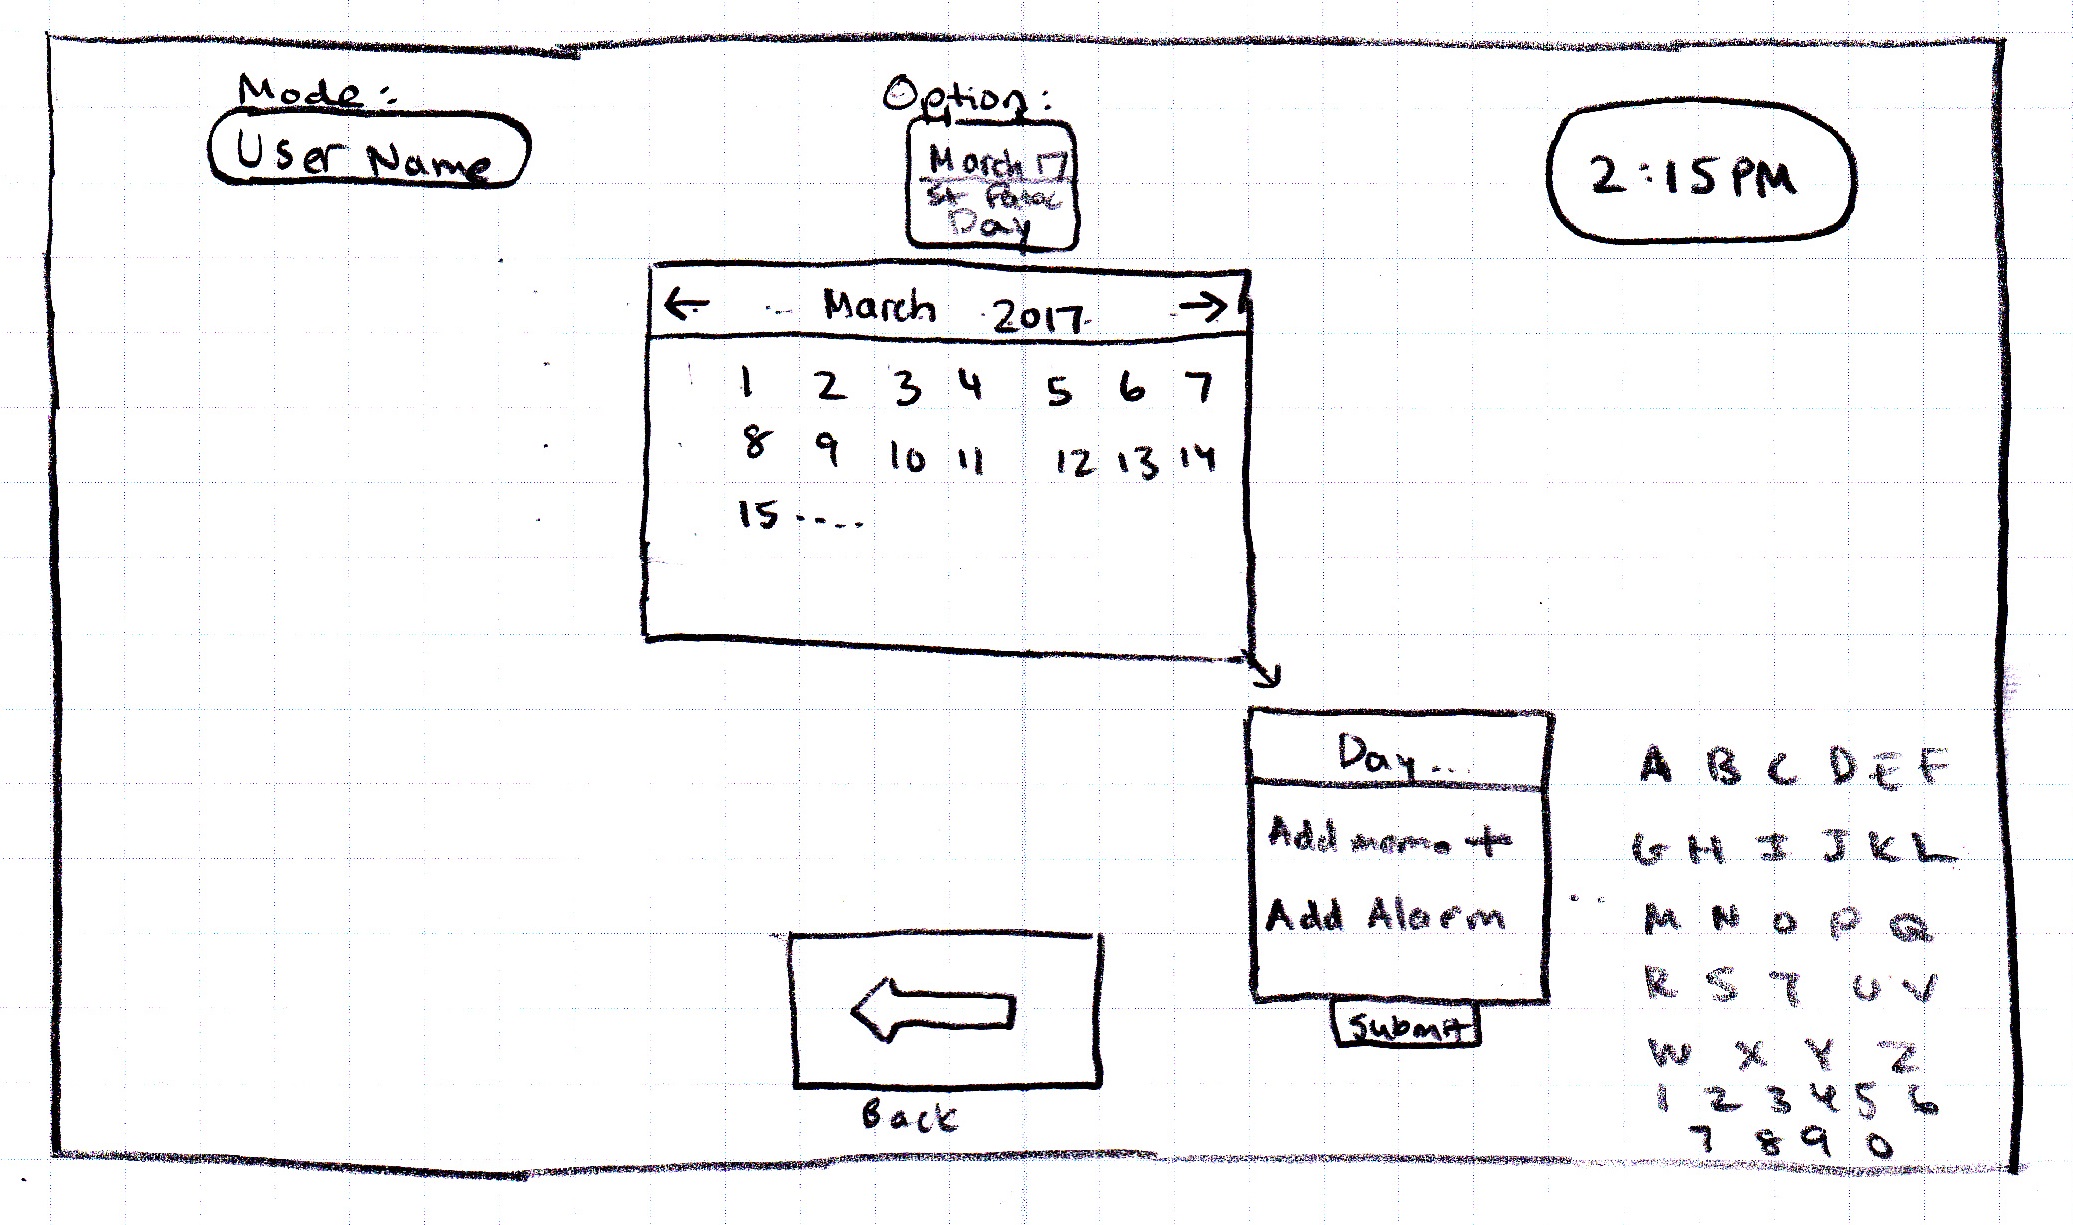 Mode:
User Name
Option:
March 17
St Patric
Day
2:15PM
← March 2017 →
1 2 3 4 5 6 7
8 9 10 11 12 13 14
15 ....
Day...
Add memo +
Add Alarm
Submit
A B C D E F
G H I J K L
M N O P Q
R S T U V
W X Y Z
1 2 3 4 5 6
7 8 9 0
Back